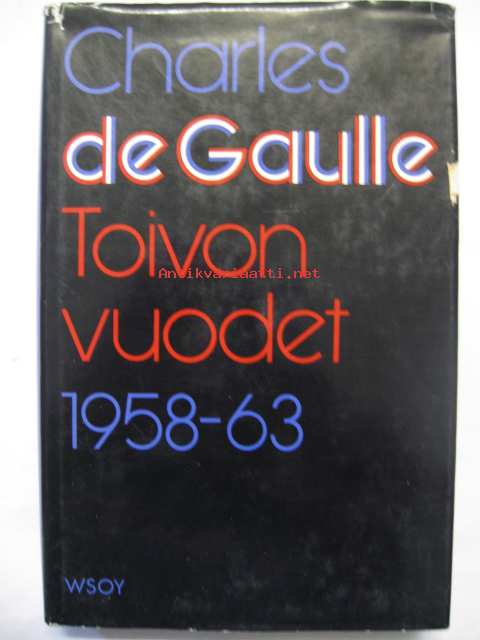 Charles
de Gaulle
Toivon
Antikvariaatti.net
vuodet
1958-63
WSOY